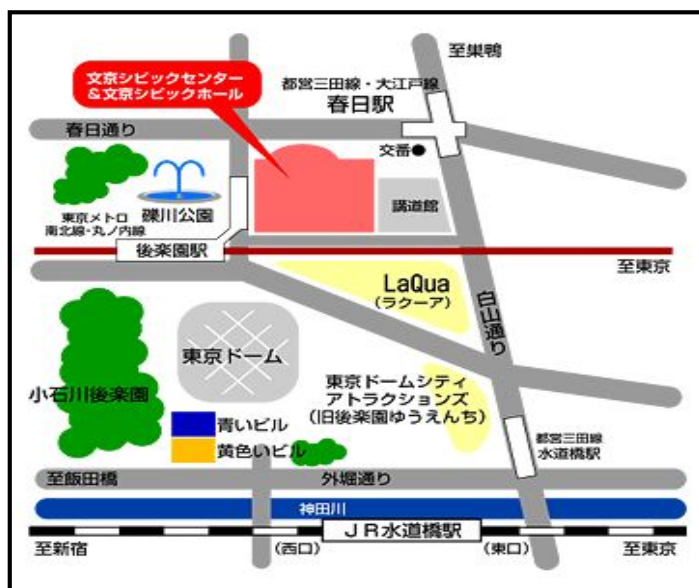 至巣鴨
文京シビックセンター
＆文京シビックホール
都営三田線・大江戸線
春日駅
春日通り
交番●
東京メトロ
南北線・丸ノ内線
礫川公園
講道館
後楽園駅
至東京
LaQua
(ラクーア)
白山通り
東京ドーム
小石川後楽園
東京ドームシティ
アトラクションズ
(旧後楽園ゆうえんち)
青いビル
黄色いビル
都営三田線
水道橋駅
至飯田橋
外堀通り
神田川
ＪＲ水道橋駅
至新宿
(西口)
(東口)
至東京